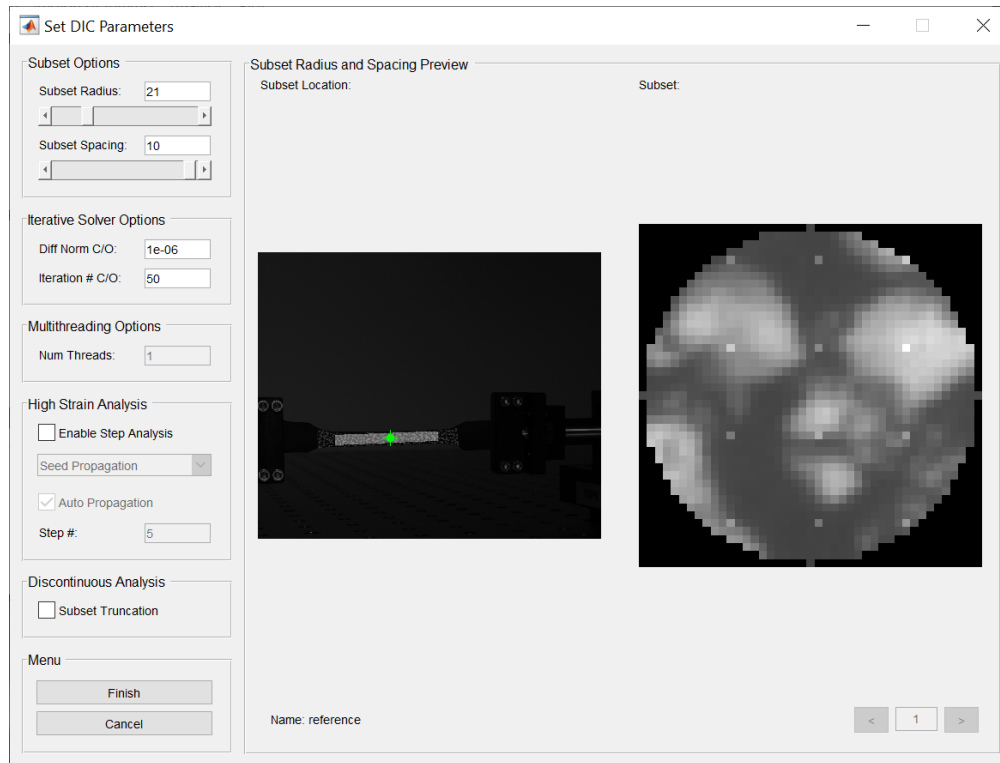 Set DIC Parameters
Subset Options
Subset Radius: 21
Subset Spacing: 10
Iterative Solver Options
Diff Norm C/O: 1e-06
Iteration # C/O: 50
Multithreading Options
Num Threads: 1
High Strain Analysis
Enable Step Analysis
Seed Propagation
Auto Propagation
Step #: 5
Discontinuous Analysis
Subset Truncation
Menu
Finish
Cancel
Subset Radius and Spacing Preview
Subset Location: Subset:
Name: reference
< 1 >